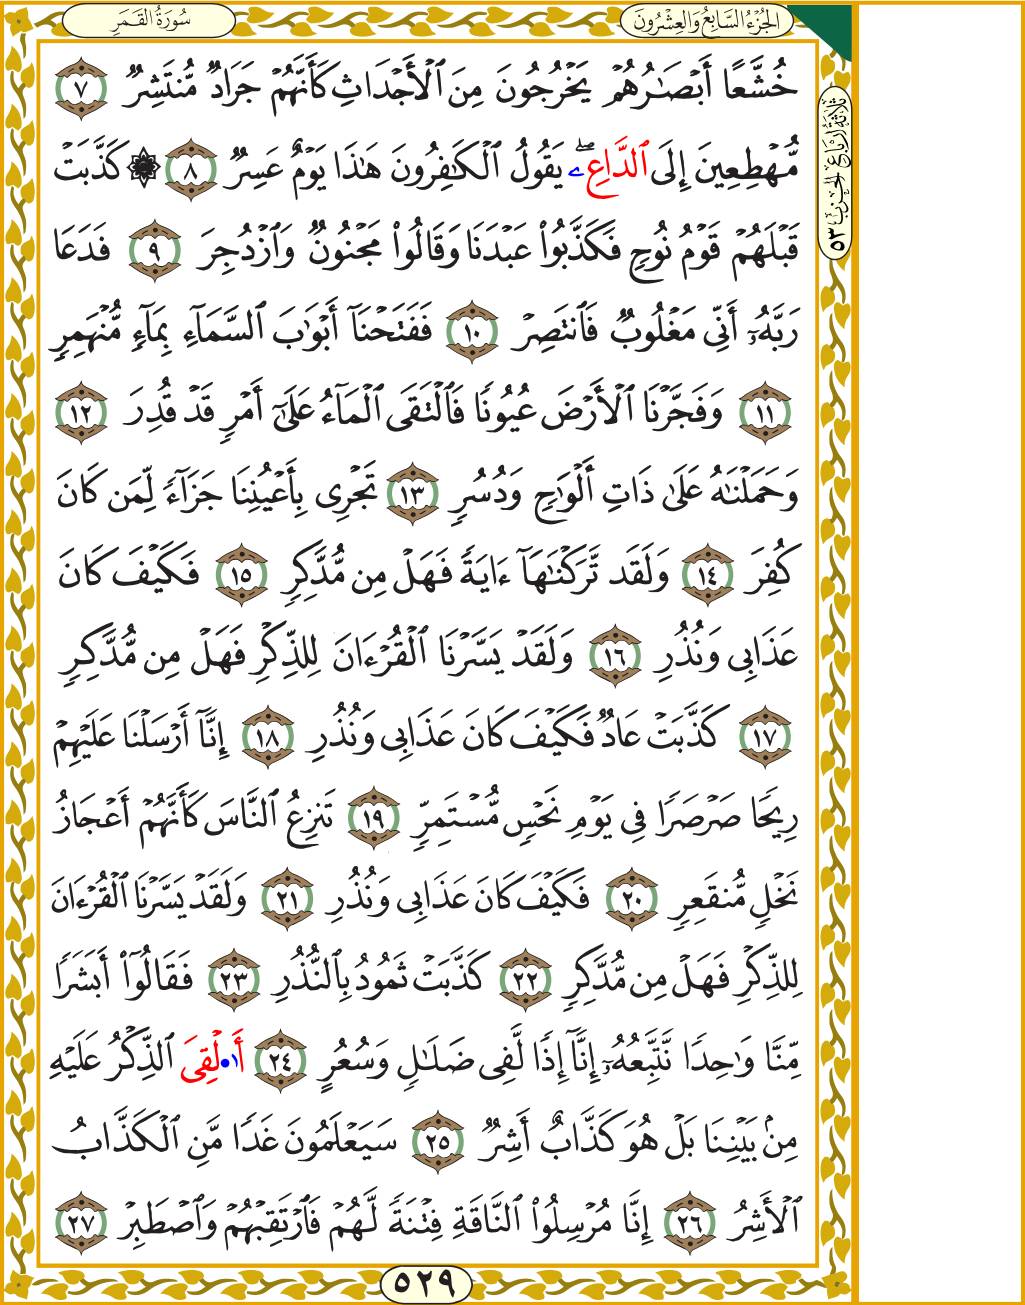 سُورَةُ القَمَرِ
الجُزْءُ السَّابِعُ وَالعِشْرُونَ
ثَلَاثَةُ أَرْبَاعِ الحِزْبِ ٥٣
خُشَّعًا أَبۡصَٰرُهُمۡ يَخۡرُجُونَ مِنَ ٱلۡأَجۡدَاثِ كَأَنَّهُمۡ جَرَادٞ مُّنتَشِرٞ ٧
مُّهۡطِعِينَ إِلَى ٱلدَّاعِۦۖ يَقُولُ ٱلۡكَٰفِرُونَ هَٰذَا يَوۡمٌ عَسِرٞ ٨ ۞ كَذَّبَتۡ
قَبۡلَهُمۡ قَوۡمُ نُوحٖ فَكَذَّبُواْ عَبۡدَنَا وَقَالُواْ مَجۡنُونٞ وَٱزۡدُجِرَ ٩ فَدَعَا
رَبَّهُۥٓ أَنِّي مَغۡلُوبٞ فَٱنتَصِرۡ ١٠ فَفَتَحۡنَآ أَبۡوَٰبَ ٱلسَّمَآءِ بِمَآءٖ مُّنۡهَمِرٖ
١١ وَفَجَّرۡنَا ٱلۡأَرۡضَ عُيُونٗا فَٱلۡتَقَى ٱلۡمَآءُ عَلَىٰٓ أَمۡرٖ قَدۡ قُدِرَ ١٢
وَحَمَلۡنَٰهُ عَلَىٰ ذَاتِ أَلۡوَٰحٖ وَدُسُرٖ ١٣ تَجۡرِي بِأَعۡيُنِنَا جَزَآءٗ لِّمَن كَانَ
كُفِرَ ١٤ وَلَقَد تَّرَكۡنَٰهَآ ءَايَةٗ فَهَلۡ مِن مُّدَّكِرٖ ١٥ فَكَيۡفَ كَانَ
عَذَابِي وَنُذُرِ ١٦ وَلَقَدۡ يَسَّرۡنَا ٱلۡقُرۡءَانَ لِلذِّكۡرِ فَهَلۡ مِن مُّدَّكِرٖ
١٧ كَذَّبَتۡ عَادٞ فَكَيۡفَ كَانَ عَذَابِي وَنُذُرِ ١٨ إِنَّآ أَرۡسَلۡنَا عَلَيۡهِمۡ
رِيحٗا صَرۡصَرٗا فِي يَوۡمِ نَحۡسٖ مُّسۡتَمِرّٖ ١٩ تَنزِعُ ٱلنَّاسَ كَأَنَّهُمۡ أَعۡجَازُ
نَخۡلٖ مُّنقَعِرٖ ٢٠ فَكَيۡفَ كَانَ عَذَابِي وَنُذُرِ ٢١ وَلَقَدۡ يَسَّرۡنَا ٱلۡقُرۡءَانَ
لِلذِّكۡرِ فَهَلۡ مِن مُّدَّكِرٖ ٢٢ كَذَّبَتۡ ثَمُودُ بِٱلنُّذُرِ ٢٣ فَقَالُوٓاْ أَبَشَرٗا
مِّنَّا وَٰحِدٗا نَّتَّبِعُهُۥٓ إِنَّآ إِذٗا لَّفِي ضَلَٰلٖ وَسُعُرٍ ٢٤ أَ۟ا۬لۡقِيَ ٱلذِّكۡرُ عَلَيۡهِ
مِنۢ بَيۡنِنَا بَلۡ هُوَ كَذَّابٌ أَشِرٞ ٢٥ سَيَعۡلَمُونَ غَدٗا مَّنِ ٱلۡكَذَّابُ
ٱلۡأَشِرُ ٢٦ إِنَّا مُرۡسِلُواْ ٱلنَّاقَةِ فِتۡنَةٗ لَّهُمۡ فَٱرۡتَقِبۡهُمۡ وَٱصۡطَبِرۡ ٢٧
٥٢٩